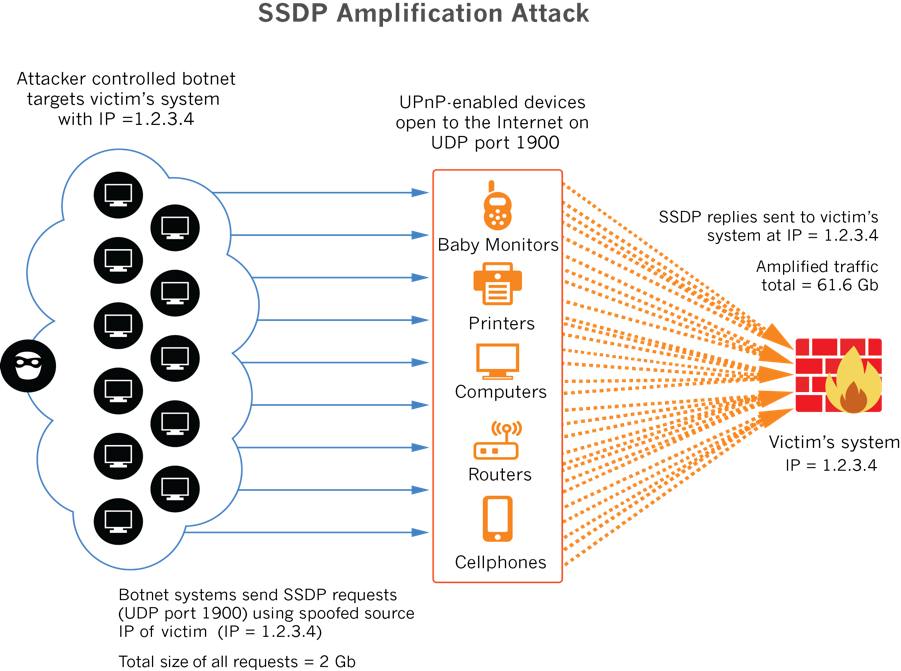 SSDP Amplification Attack
Attacker controlled botnet
targets victim's system
with IP =1.2.3.4
UPnP-enabled devices
open to the Internet on
UDP port 1900
Baby Monitors
Printers
Computers
Routers
Cellphones
SSDP replies sent to victim's
system at IP = 1.2.3.4
Amplified traffic
total = 61.6 Gb
Victim's system
IP = 1.2.3.4
Botnet systems send SSDP requests
(UDP port 1900) using spoofed source
IP of victim (IP = 1.2.3.4)
Total size of all requests = 2 Gb